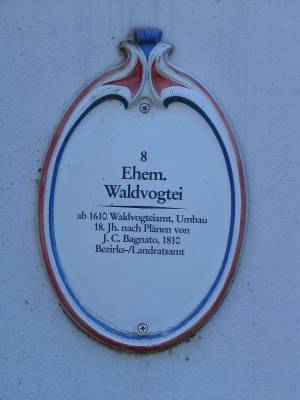 8
Ehem.
Waldvogtei
ab 1610 Waldvogteiamt, Umbau
18. Jh. nach Plänen von
J. C. Bagnato, 1810
Bezirks-/Landratsamt